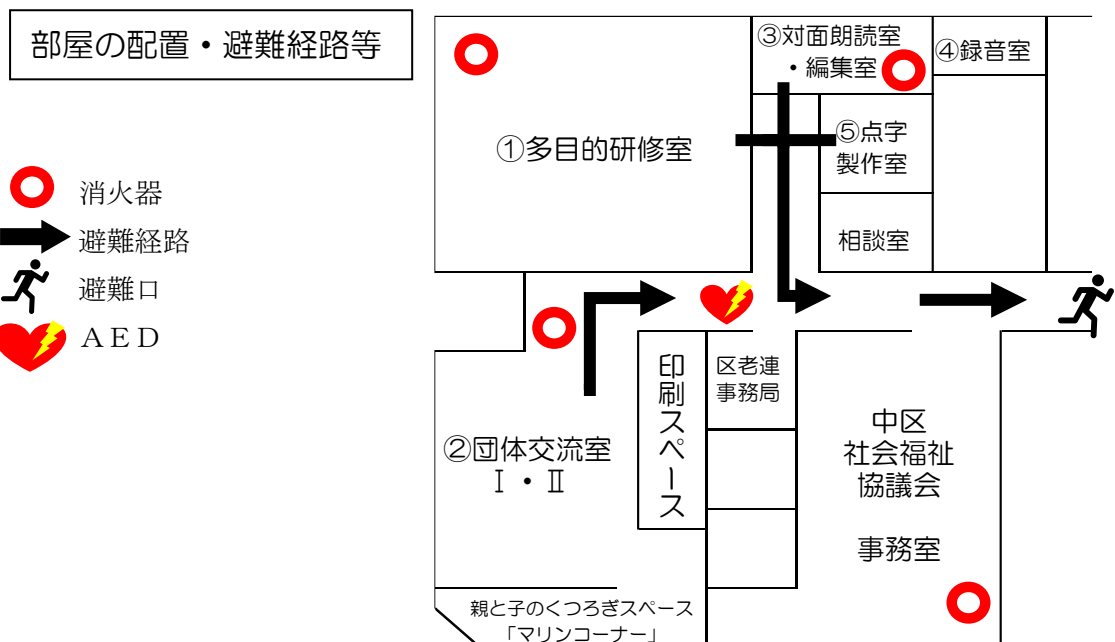 部屋の配置・避難経路等
消火器
避難経路
避難口
ＡＥＤ
①多目的研修室
③対面朗読室
・編集室
④録音室
⑤点字
製作室
相談室
印刷スペース
区老連
事務局
②団体交流室
Ⅰ・Ⅱ
中区
社会福祉
協議会
事務室
親と子のくつろぎスペース
「マリンコーナー」